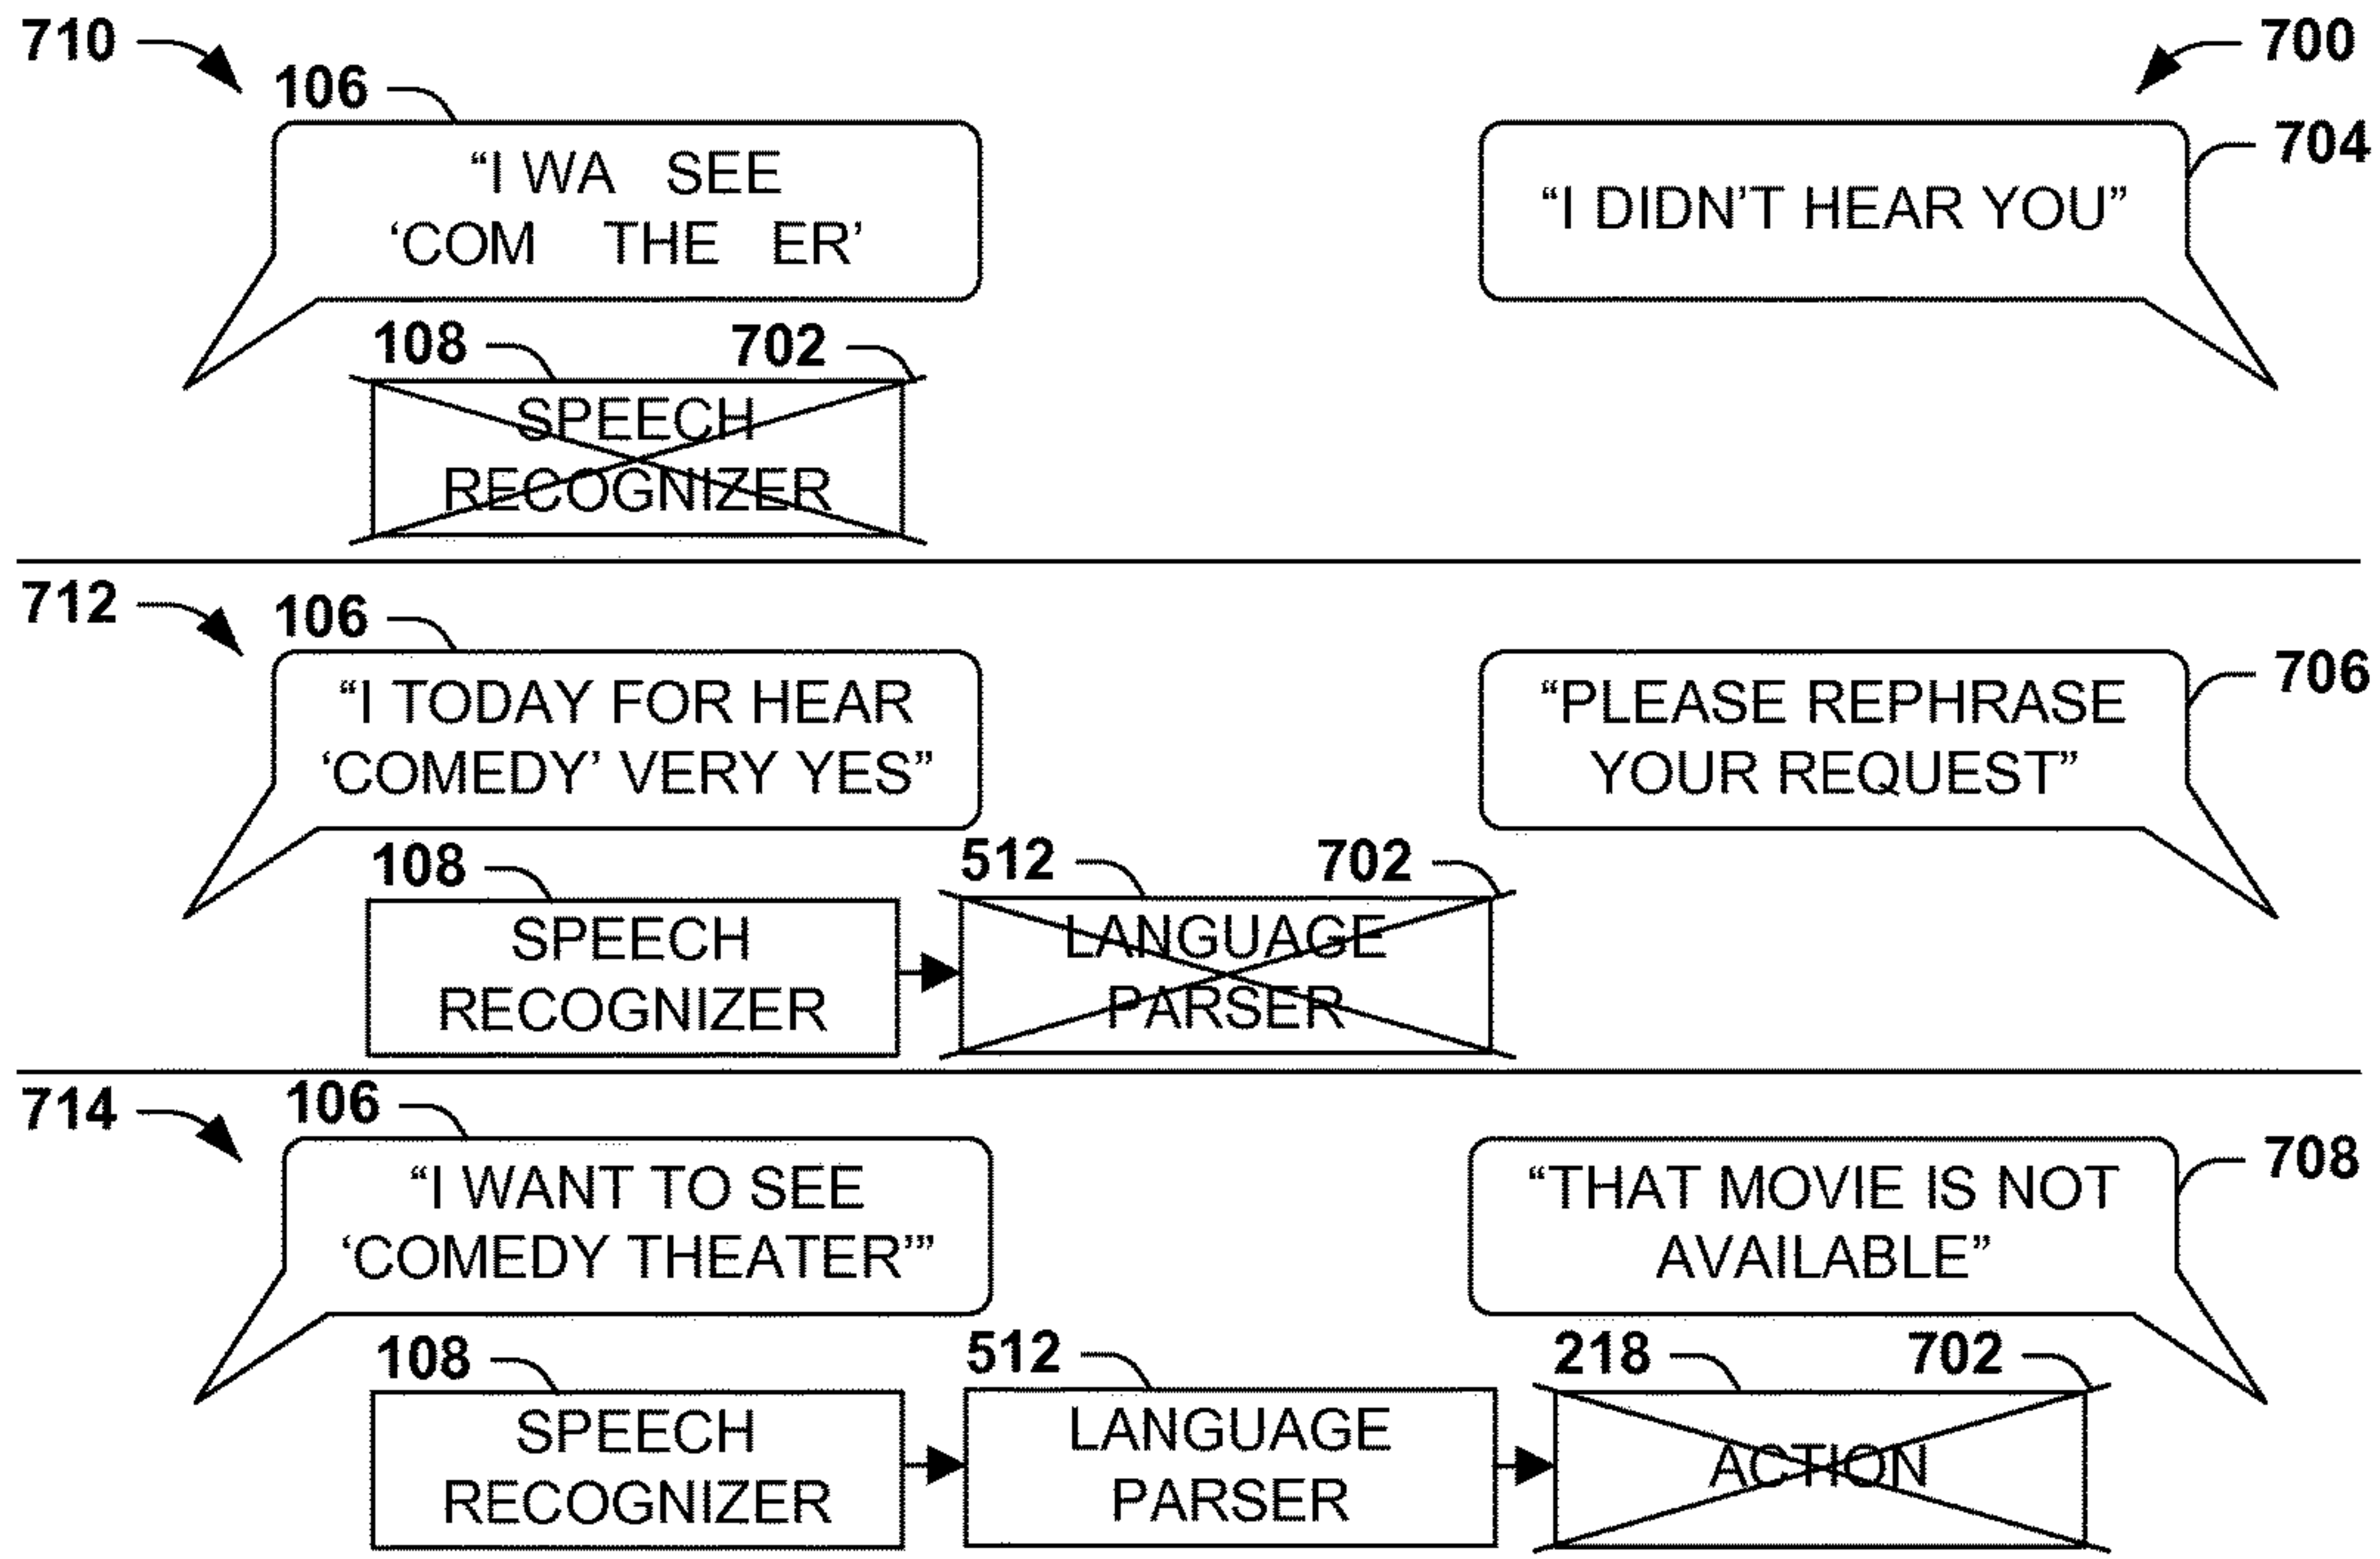 710
700
106
704
“I WA SEE
‘COM THE ER’
“I DIDN’T HEAR YOU”
108
702
SPEECH
RECOGNIZER
712
106
706
“I TODAY FOR HEAR
‘COMEDY’ VERY YES”
“PLEASE REPHRASE
YOUR REQUEST”
108
512
702
SPEECH
RECOGNIZER
LANGUAGE
PARSER
714
106
708
“I WANT TO SEE
‘COMEDY THEATER’”
“THAT MOVIE IS NOT
AVAILABLE”
108
512
218
702
SPEECH
RECOGNIZER
LANGUAGE
PARSER
ACTION